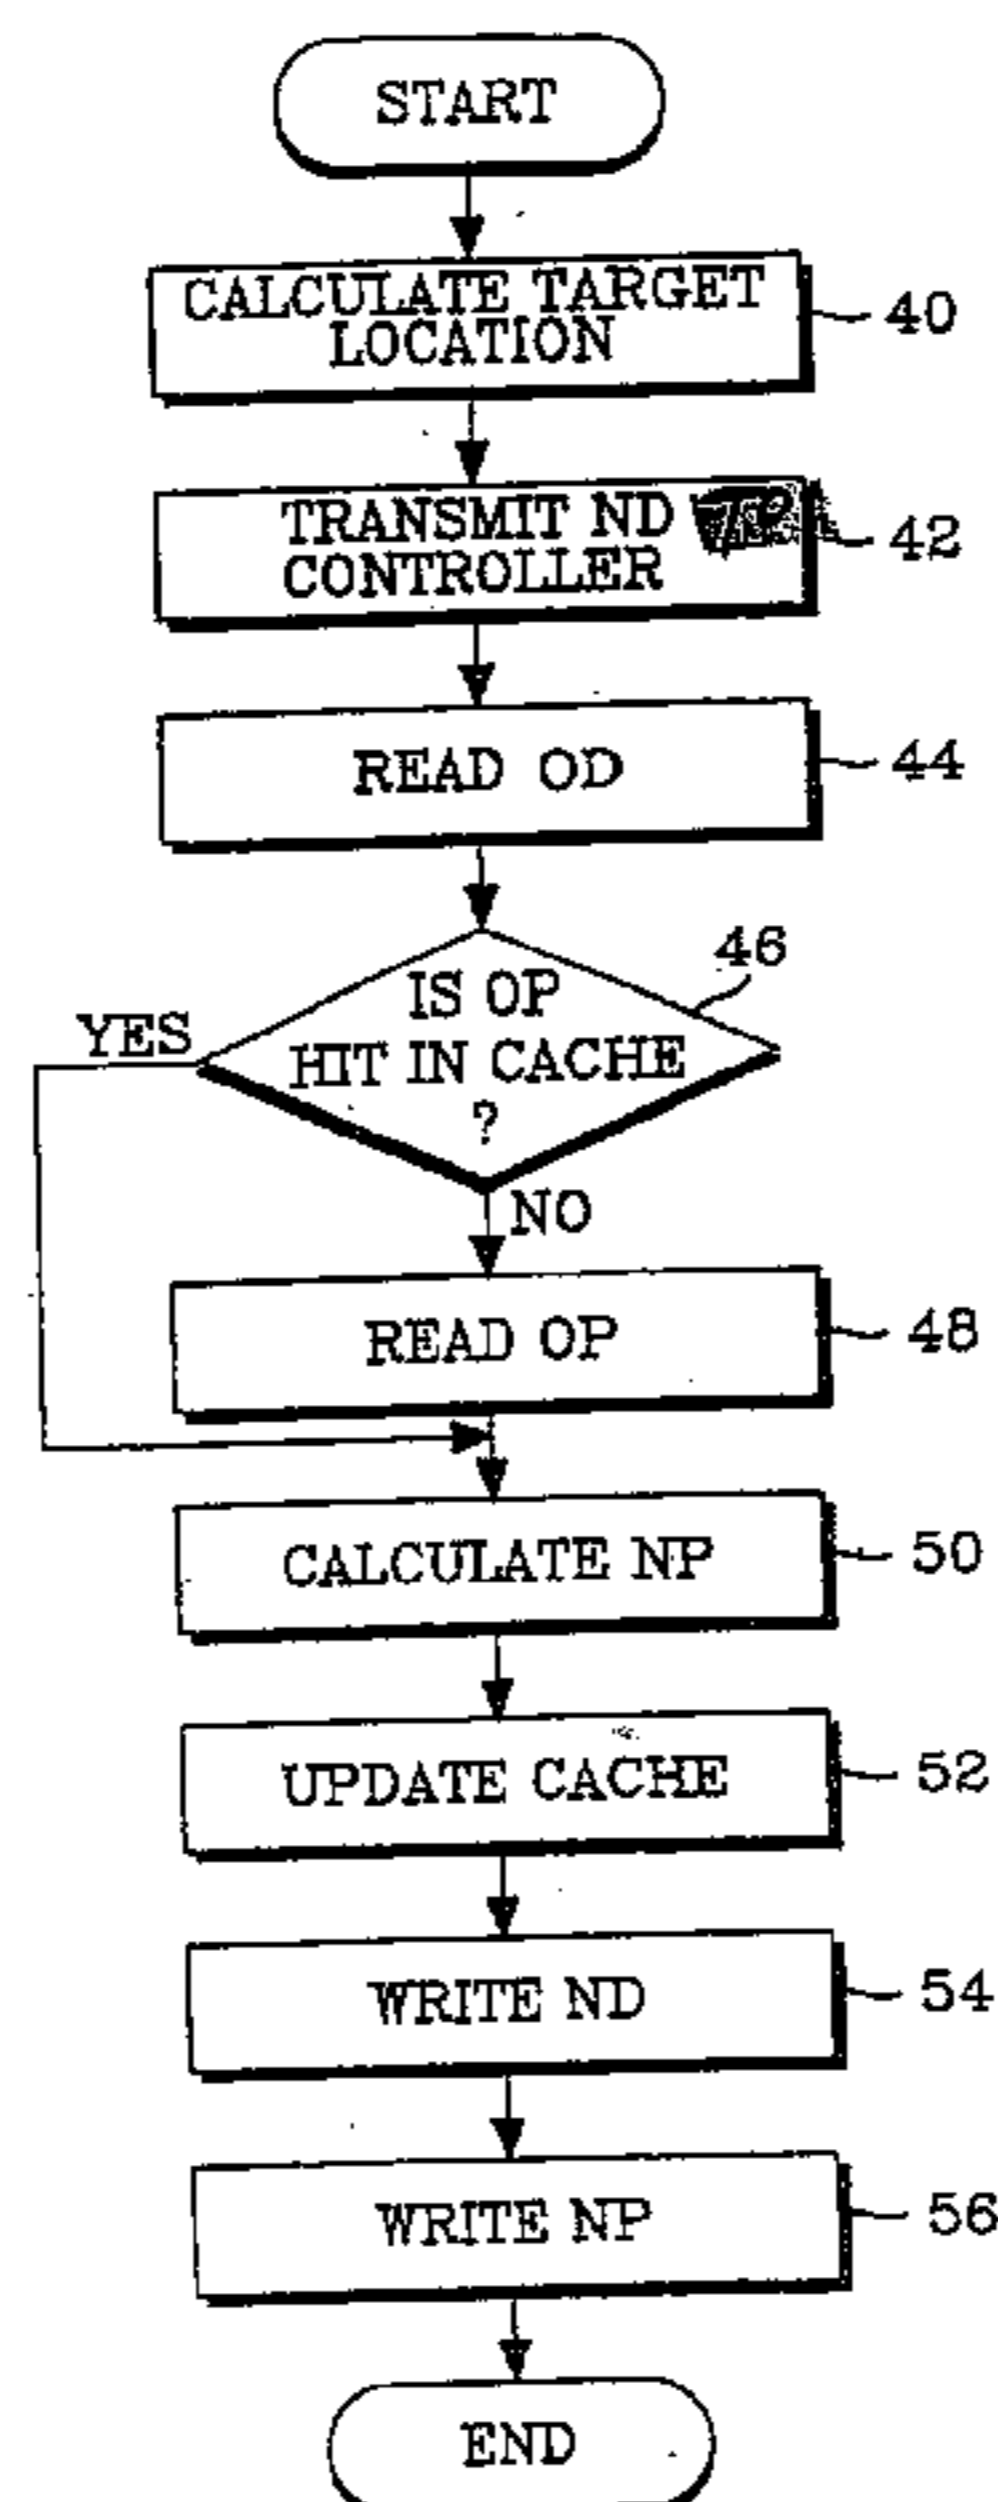 START
CALCULATE TARGET
LOCATION
40
TRANSMIT ND
CONTROLLER
42
READ OD
44
46
IS OP
HIT IN CACHE
?
YES
NO
READ OP
48
CALCULATE NP
50
UPDATE CACHE
52
WRITE ND
54
WRITE NP
56
END